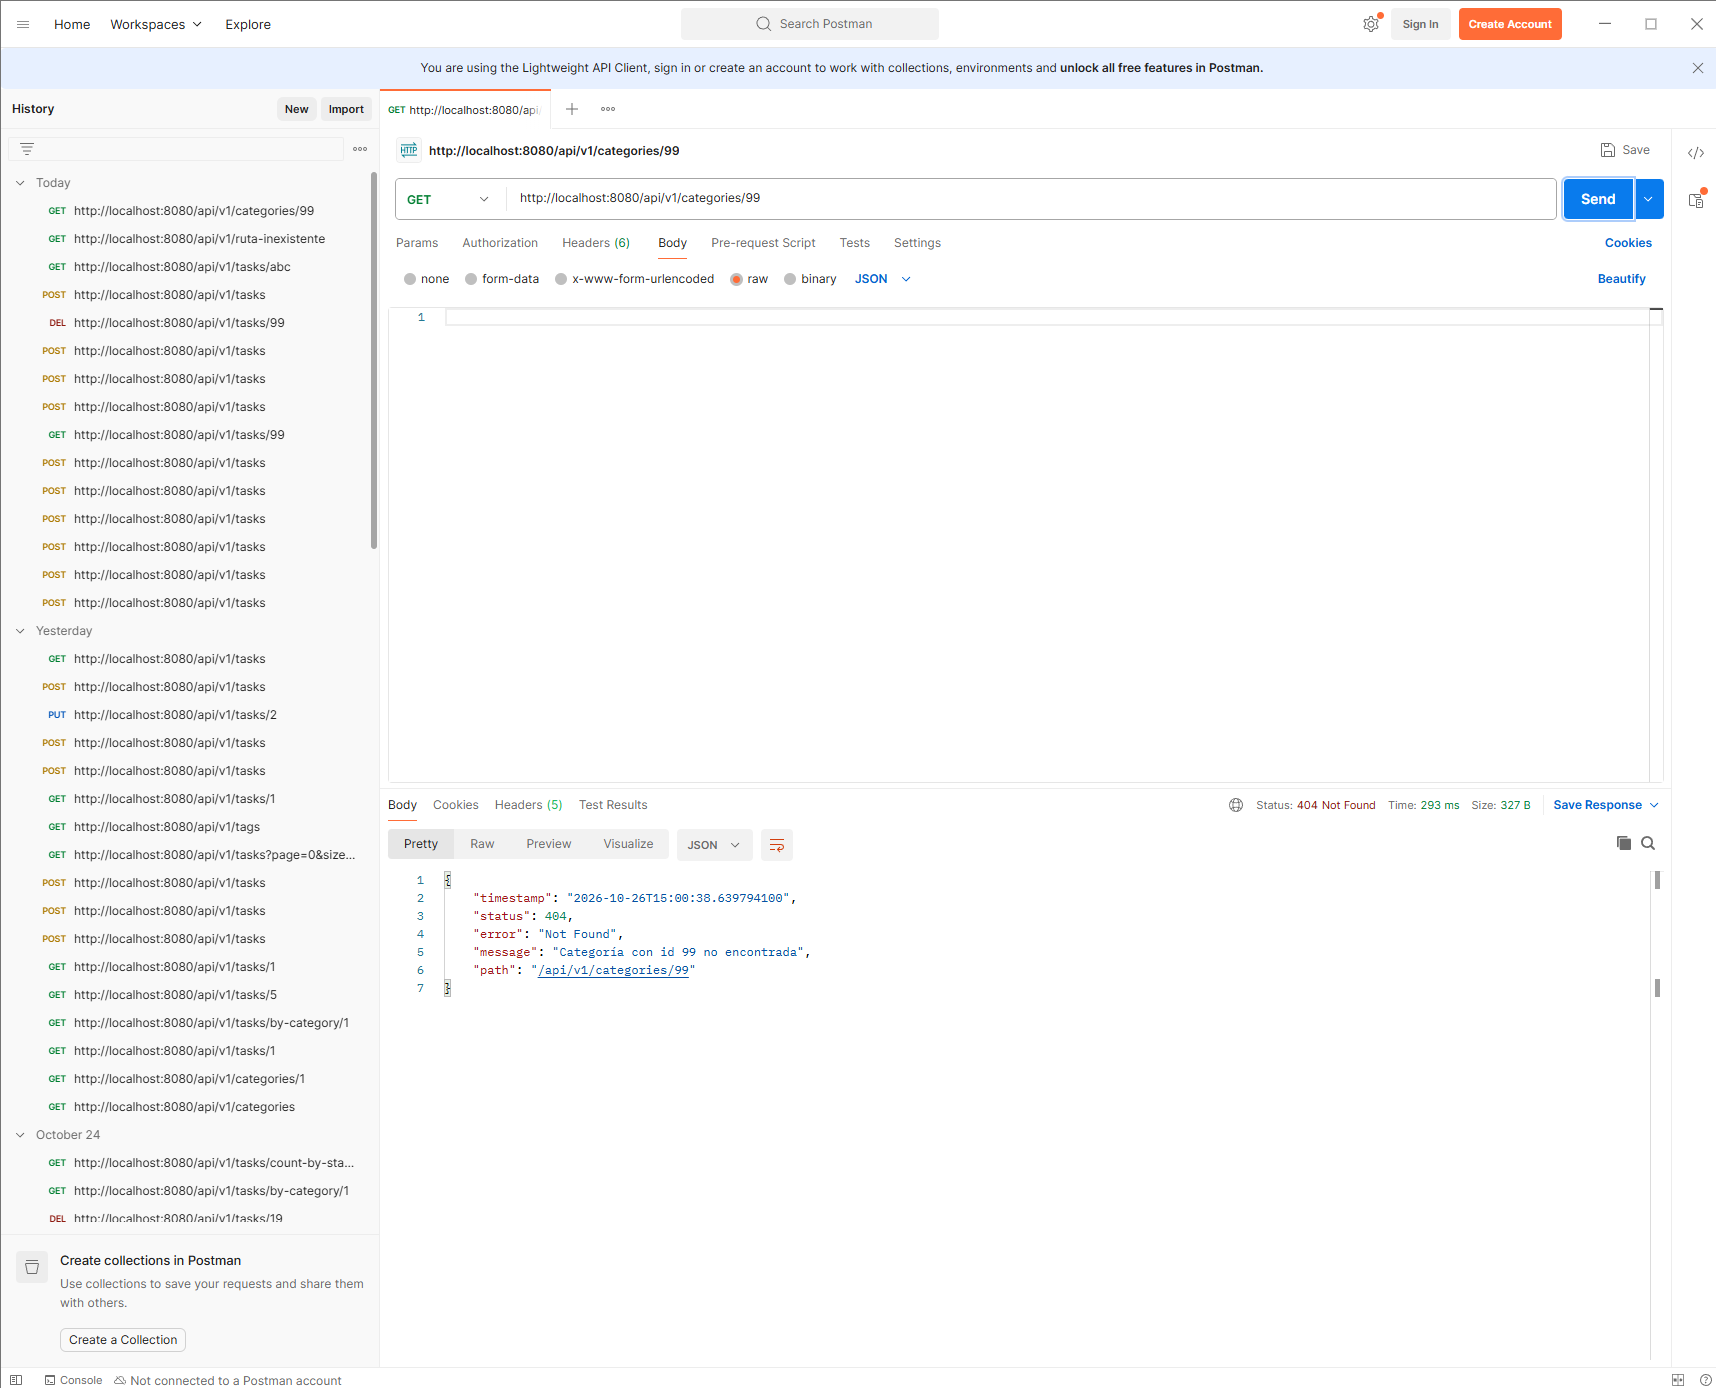 Home Workspaces Explore Search Postman Sign In Create Account
You are using the Lightweight API Client, sign in or create an account to work with collections, environments and unlock all free features in Postman.
History New Import
Today
GET http://localhost:8080/api/v1/categories/99
GET http://localhost:8080/api/v1/ruta-inexistente
GET http://localhost:8080/api/v1/tasks/abc
POST http://localhost:8080/api/v1/tasks
DEL http://localhost:8080/api/v1/tasks/99
POST http://localhost:8080/api/v1/tasks
POST http://localhost:8080/api/v1/tasks
POST http://localhost:8080/api/v1/tasks
GET http://localhost:8080/api/v1/tasks/99
POST http://localhost:8080/api/v1/tasks
POST http://localhost:8080/api/v1/tasks
POST http://localhost:8080/api/v1/tasks
POST http://localhost:8080/api/v1/tasks
POST http://localhost:8080/api/v1/tasks
POST http://localhost:8080/api/v1/tasks
Yesterday
GET http://localhost:8080/api/v1/tasks
POST http://localhost:8080/api/v1/tasks
PUT http://localhost:8080/api/v1/tasks/2
POST http://localhost:8080/api/v1/tasks
POST http://localhost:8080/api/v1/tasks
GET http://localhost:8080/api/v1/tasks/1
GET http://localhost:8080/api/v1/tags
GET http://localhost:8080/api/v1/tasks?page=0&size...
POST http://localhost:8080/api/v1/tasks
POST http://localhost:8080/api/v1/tasks
POST http://localhost:8080/api/v1/tasks
GET http://localhost:8080/api/v1/tasks/1
GET http://localhost:8080/api/v1/tasks/5
GET http://localhost:8080/api/v1/tasks/by-category/1
GET http://localhost:8080/api/v1/tasks/1
GET http://localhost:8080/api/v1/categories/1
GET http://localhost:8080/api/v1/categories
October 24
GET http://localhost:8080/api/v1/tasks/count-by-sta...
GET http://localhost:8080/api/v1/tasks/by-category/1
DEL http://localhost:8080/api/v1/tasks/19
Create collections in Postman
Use collections to save your requests and share them
with others.
Create a Collection
GET http://localhost:8080/api/
HTTP http://localhost:8080/api/v1/categories/99 Save
GET http://localhost:8080/api/v1/categories/99 Send
Params Authorization Headers (6) Body Pre-request Script Tests Settings Cookies
none form-data x-www-form-urlencoded raw binary JSON Beautify
1
Body Cookies Headers (5) Test Results Status: 404 Not Found Time: 293 ms Size: 327 B Save Response
Pretty Raw Preview Visualize JSON
1 {
2 "timestamp": "2026-10-26T15:00:38.639794100",
3 "status": 404,
4 "error": "Not Found",
5 "message": "Categoría con id 99 no encontrada",
6 "path": "/api/v1/categories/99"
7 }
Console Not connected to a Postman account